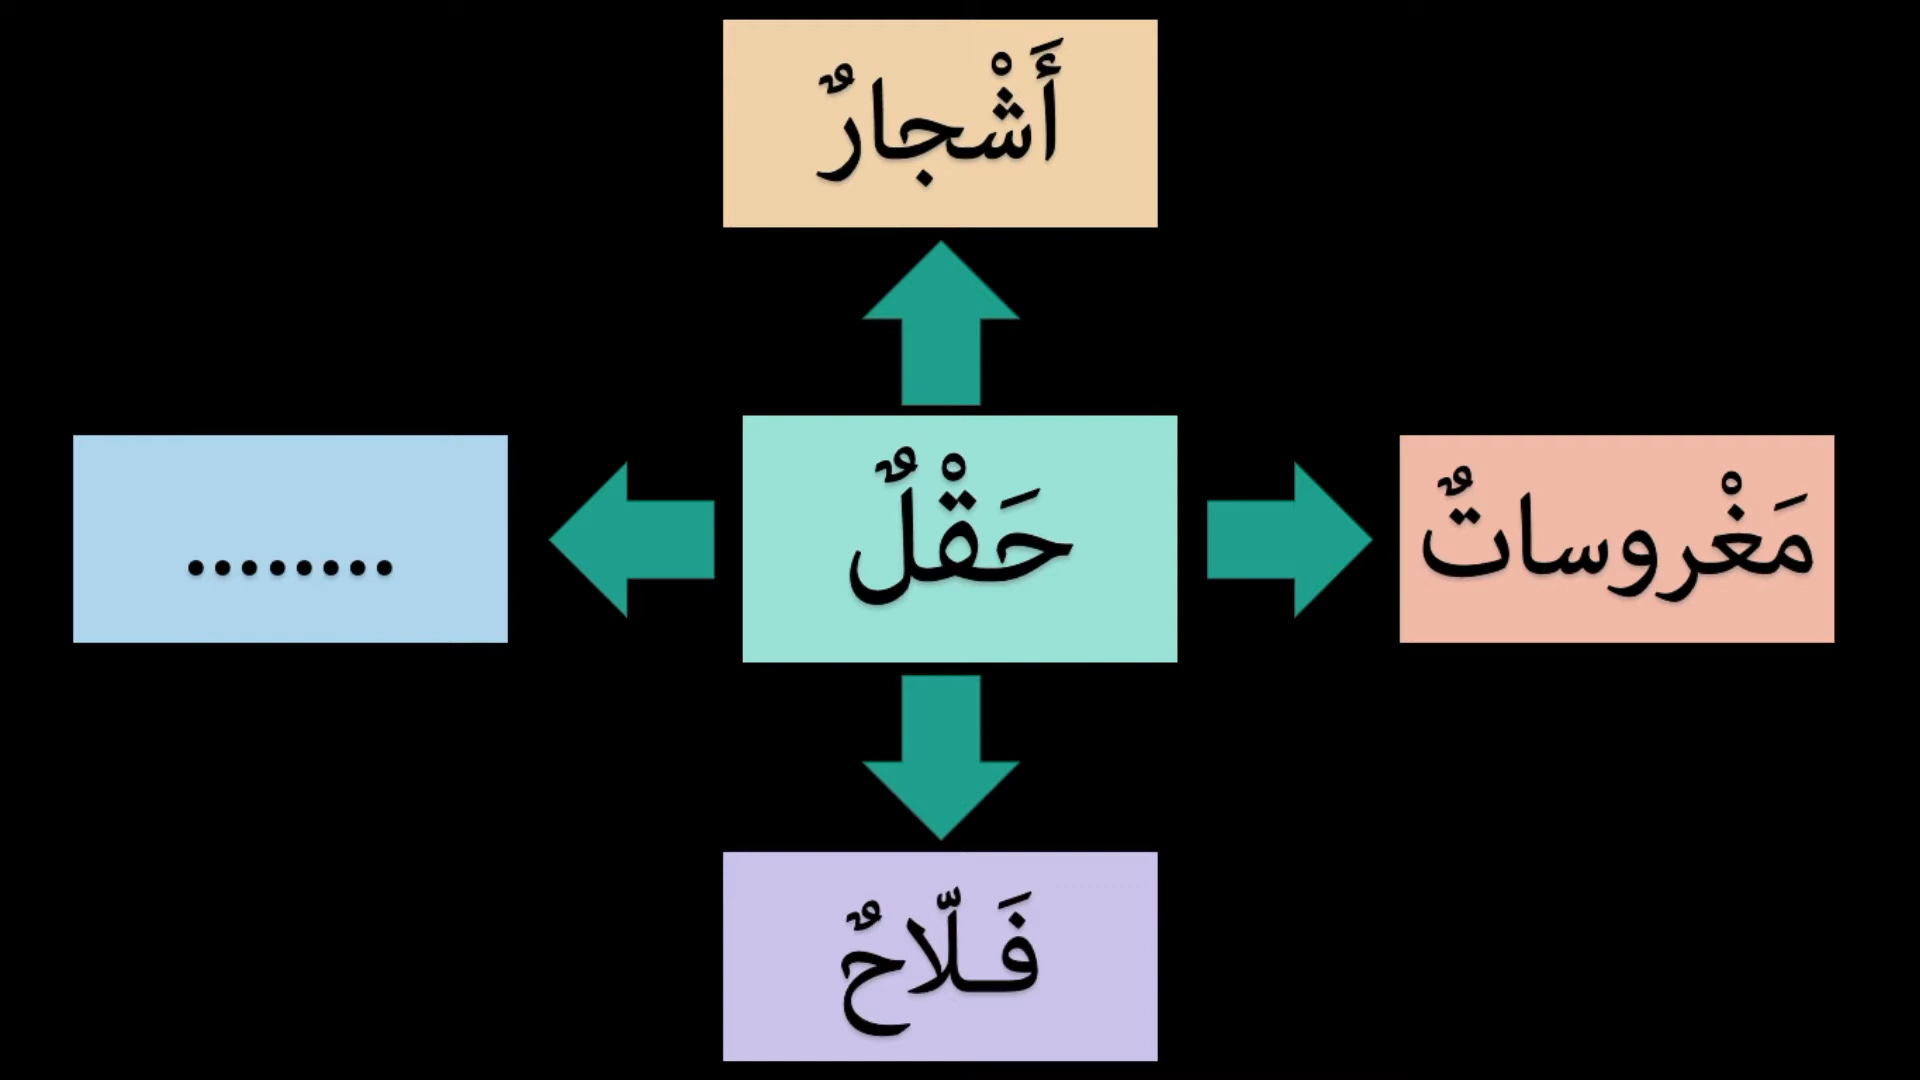 أَشْجارٌ
مَغْروساتٌ
حَقْلٌ
........
فَلّاحٌ